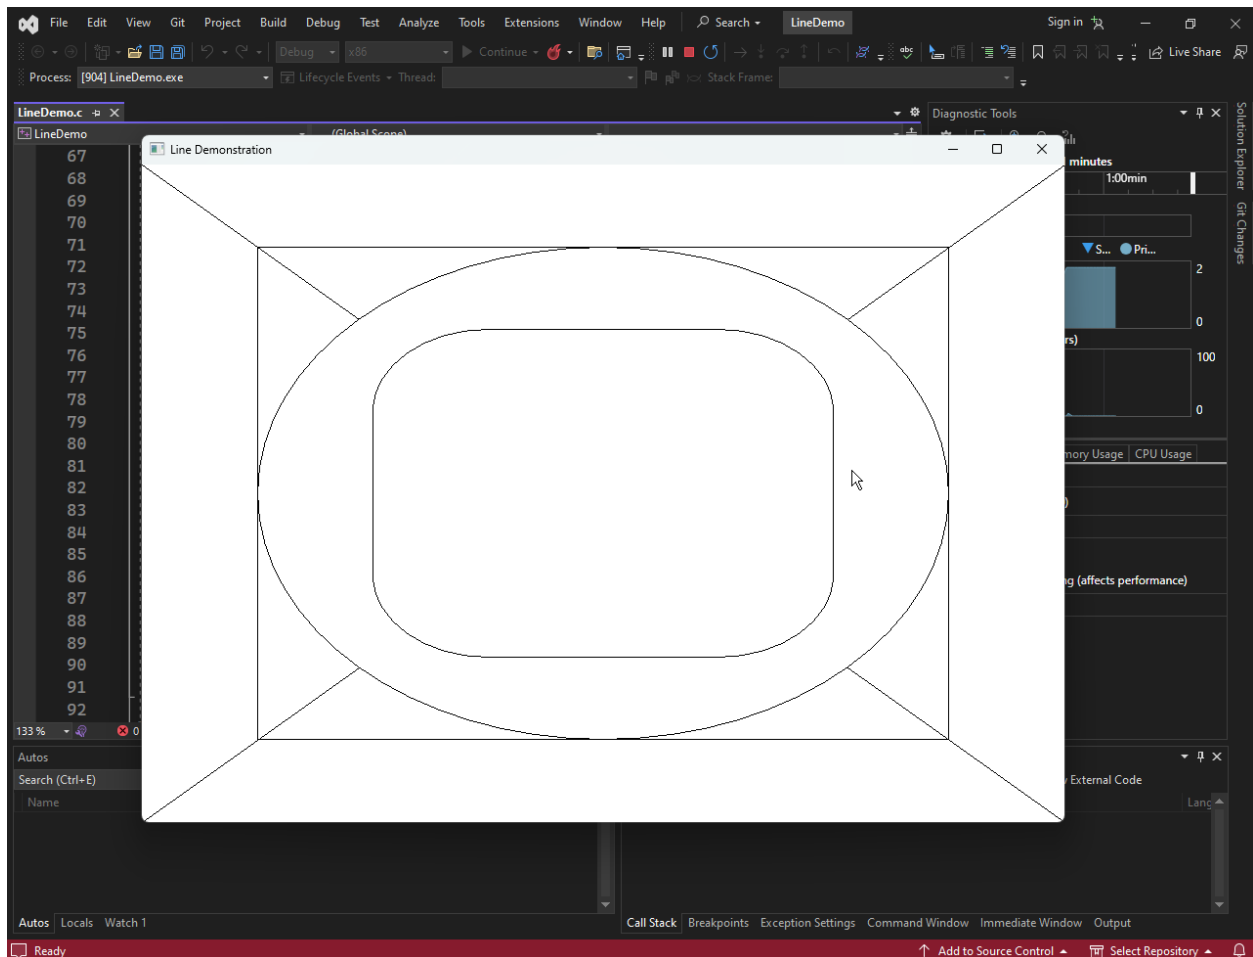 File Edit View Git Project Build Debug Test Analyze Tools Extensions Window Help Search LineDemo Sign in
Debug x86 Continue Live Share
Process: [904] LineDemo.exe Lifecycle Events Thread: Stack Frame:
LineDemo.c Diagnostic Tools
LineDemo (Global Scope)
Line Demonstration
minutes
1:00min
67
68
69
70
71
72
73
74
75
76
77
78
79
80
81
82
83
84
85
86
87
88
89
90
91
92
S... Pri...
2
0
rs)
100
0
mory Usage CPU Usage
)
ng (affects performance)
Solution Explorer
Git Changes
133 % 0
Autos
Search (Ctrl+E) External Code
Name Lang
Autos Locals Watch 1 Call Stack Breakpoints Exception Settings Command Window Immediate Window Output
Ready Add to Source Control Select Repository